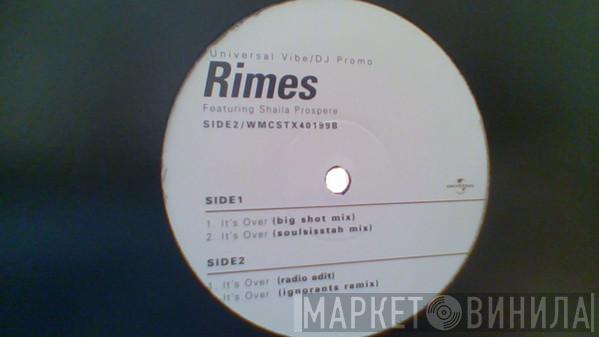 Universal Vibe/DJ Promo
Rimes
Featuring Shaila Prospere
SIDE2/WMCSTX40199B
UNIVERSAL
SIDE1
1. It's Over (big shot mix)
2. It's Over (soulsisstah mix)
SIDE2
1. It's Over (radio edit)
It's Over (ignorants remix)
МАРКЕТ ВИНИЛА